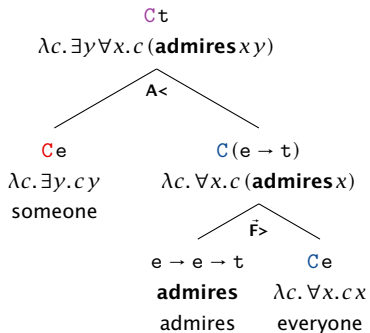 Ct
λc.∃y∀x.c(admires x y)
A<
Ce C(e → t)
λc.∃y.c y λc.∀x.c(admires x)
someone
F⃗>
e → e → t Ce
admires λc.∀x.c x
admires everyone